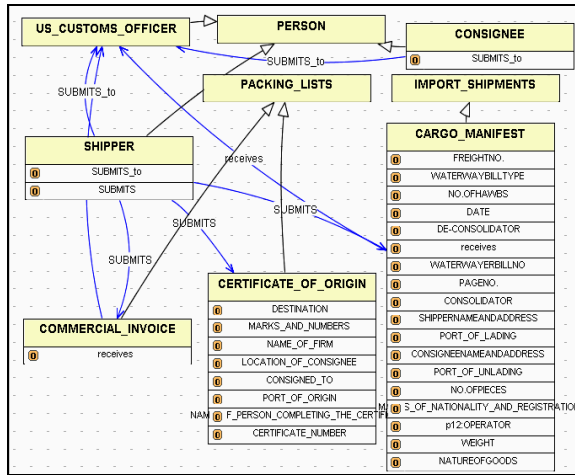 US_CUSTOMS_OFFICER
PERSON
CONSIGNEE
SUBMITS_to
SUBMITS_to
PACKING_LISTS
IMPORT_SHIPMENTS
SHIPPER
SUBMITS_to
SUBMITS
receives
SUBMITS
SUBMITS
SUBMITS
COMMERCIAL_INVOICE
receives
CERTIFICATE_OF_ORIGIN
DESTINATION
MARKS_AND_NUMBERS
NAME_OF_FIRM
LOCATION_OF_CONSIGNEE
CONSIGNED_TO
PORT_OF_ORIGIN
F_PERSON_COMPLETING_THE_CERTIF
CERTIFICATE_NUMBER
CARGO_MANIFEST
FREIGHTNO.
WATERWAYBILLTYPE
NO.OFHAWBS
DATE
DE-CONSOLIDATOR
receives
WATERWAYERBILLNO
PAGENO.
CONSOLIDATOR
SHIPPERNAMEANDADDRESS
PORT_OF_LADING
CONSIGNEENAMEANDADDRESS
PORT_OF_UNLADING
NO.OFPIECES
S_OF_NATIONALITY_AND_REGISTRATION
p12:OPERATOR
WEIGHT
NATUREOFGOODS